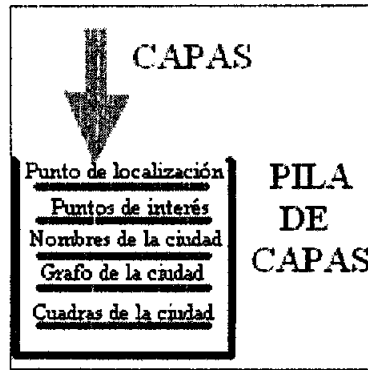 CAPAS
Punto de localización
Puntos de interés
Nombres de la ciudad
Grafo de la ciudad
Cuadras de la ciudad
PILA
DE
CAPAS